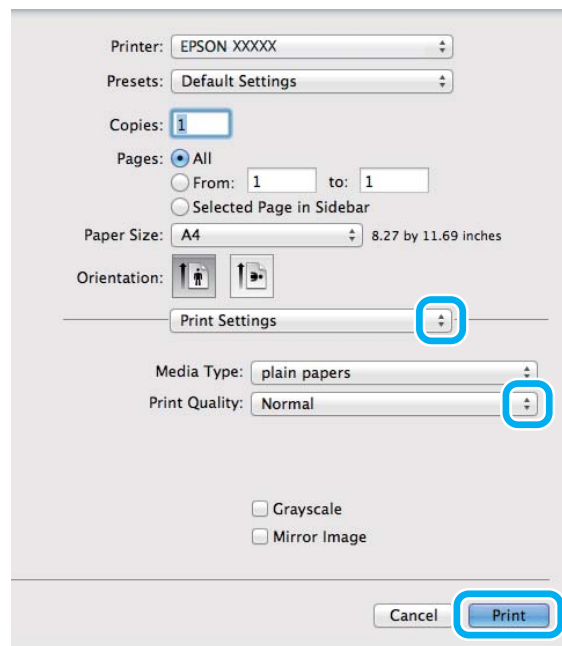 Printer: EPSON XXXXX
Presets: Default Settings
Copies: 1
Pages: All
From: 1 to: 1
Selected Page in Sidebar
Paper Size: A4 8.27 by 11.69 inches
Orientation:
Print Settings
Media Type: plain papers
Print Quality: Normal
Grayscale
Mirror Image
Cancel Print